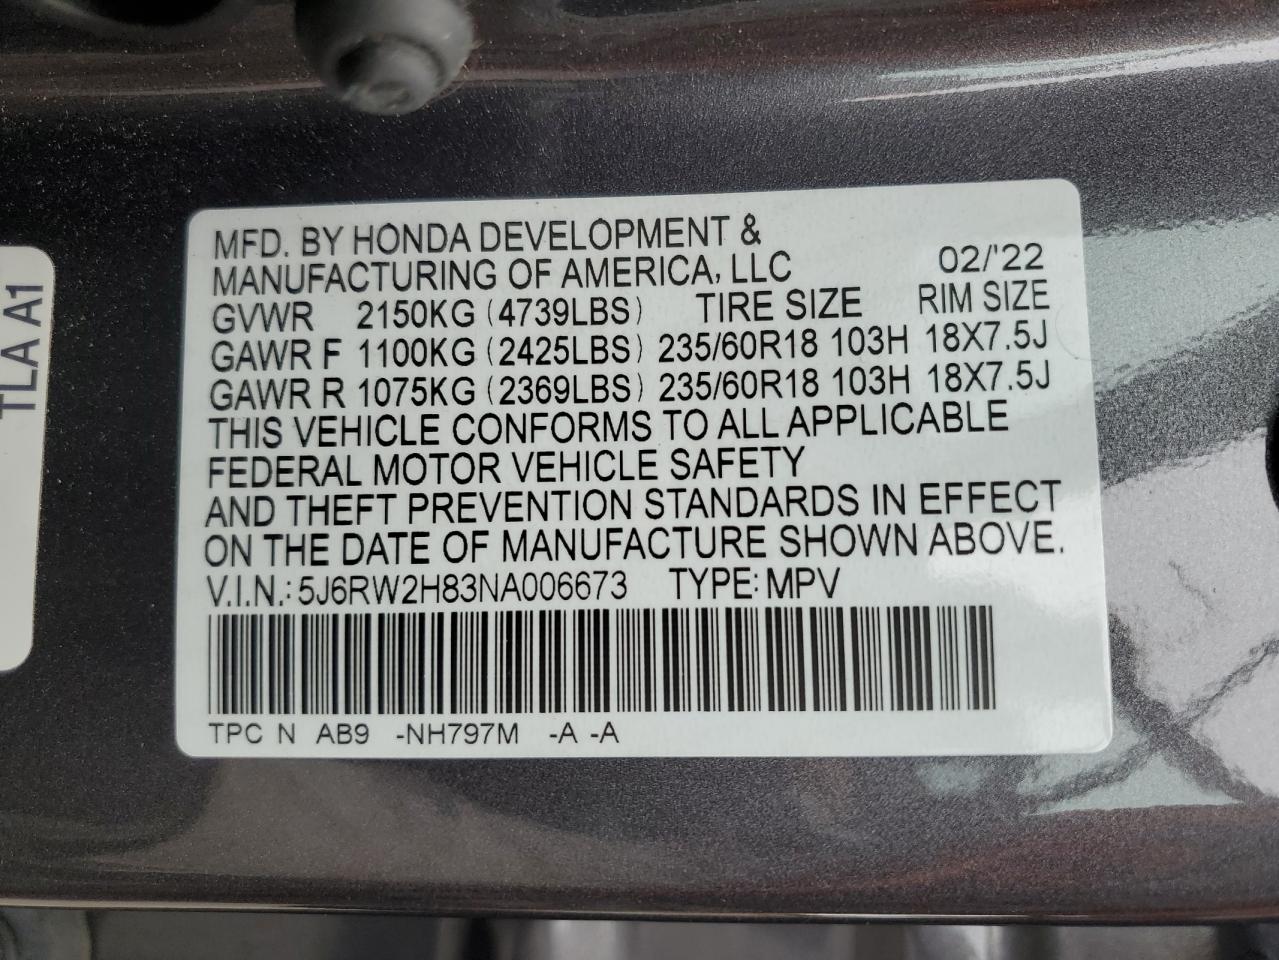 MFD. BY HONDA DEVELOPMENT &
MANUFACTURING OF AMERICA, LLC 02/'22
GVWR 2150KG (4739LBS) TIRE SIZE RIM SIZE
GAWR F 1100KG (2425LBS) 235/60R18 103H 18X7.5J
GAWR R 1075KG (2369LBS) 235/60R18 103H 18X7.5J
THIS VEHICLE CONFORMS TO ALL APPLICABLE
FEDERAL MOTOR VEHICLE SAFETY
AND THEFT PREVENTION STANDARDS IN EFFECT
ON THE DATE OF MANUFACTURE SHOWN ABOVE.
V.I.N.: 5J6RW2H83NA006673 TYPE: MPV
TPC N AB9 -NH797M -A -A
TLA A1